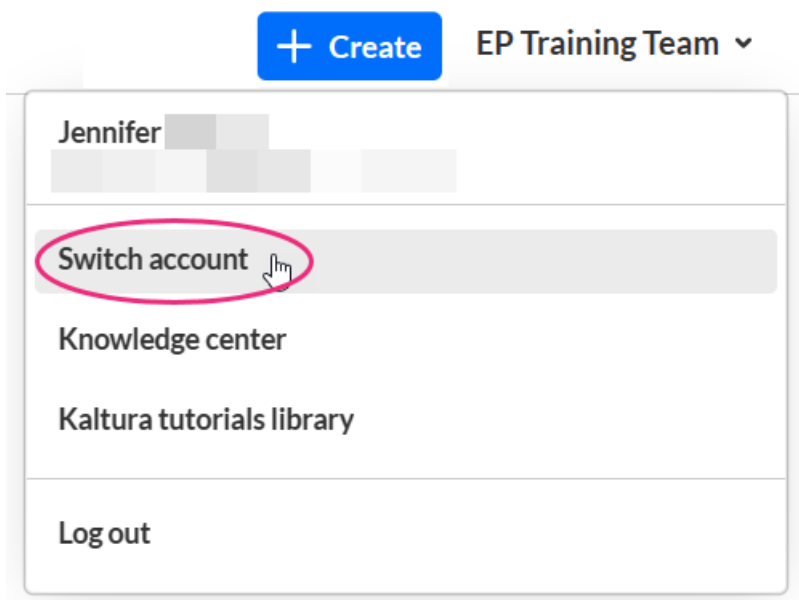 Create
EP Training Team
Jennifer
Switch account
Knowledge center
Kaltura tutorials library
Log out